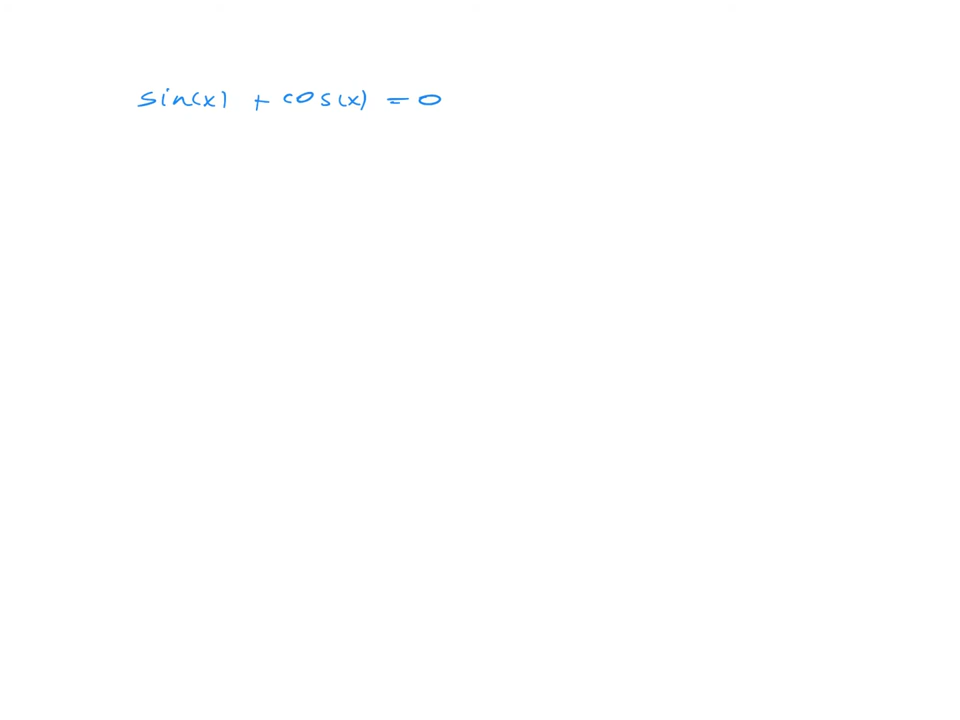 sin(x) + cos(x) = 0